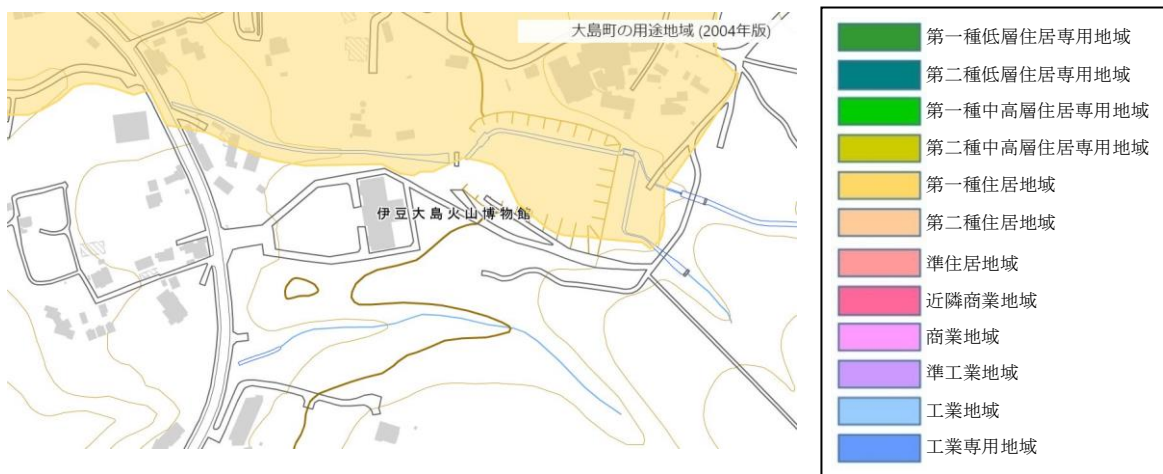 大島町の用途地域 (2004年版)
伊豆大島火山博物館
第一種低層住居専用地域
第二種低層住居専用地域
第一種中高層住居専用地域
第二種中高層住居専用地域
第一種住居地域
第二種住居地域
準住居地域
近隣商業地域
商業地域
準工業地域
工業地域
工業専用地域